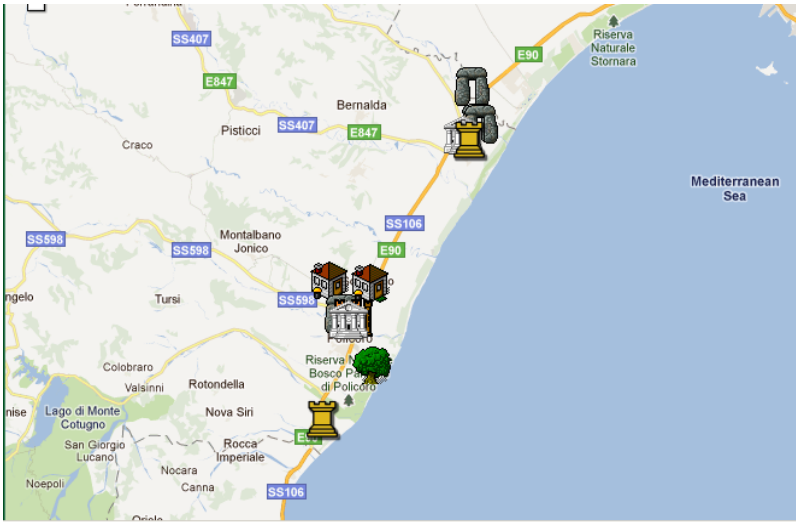 SS407
E90
Riserva
Naturale
Stornara
E847
Bernalda
Pisticci
SS407
E847
Craco
Mediterranean
Sea
SS106
Montalbano
Jonico
SS598
SS598
E90
Tursi
SS598
Policoro
Riserva
Bosco
di Policoro
Colobraro
Valsinni
Rotondella
Lago di Monte
Cotugno
Nova Siri
San Giorgio
Lucano
Rocca
Imperiale
Nocara
Canna
Noepoli
SS106